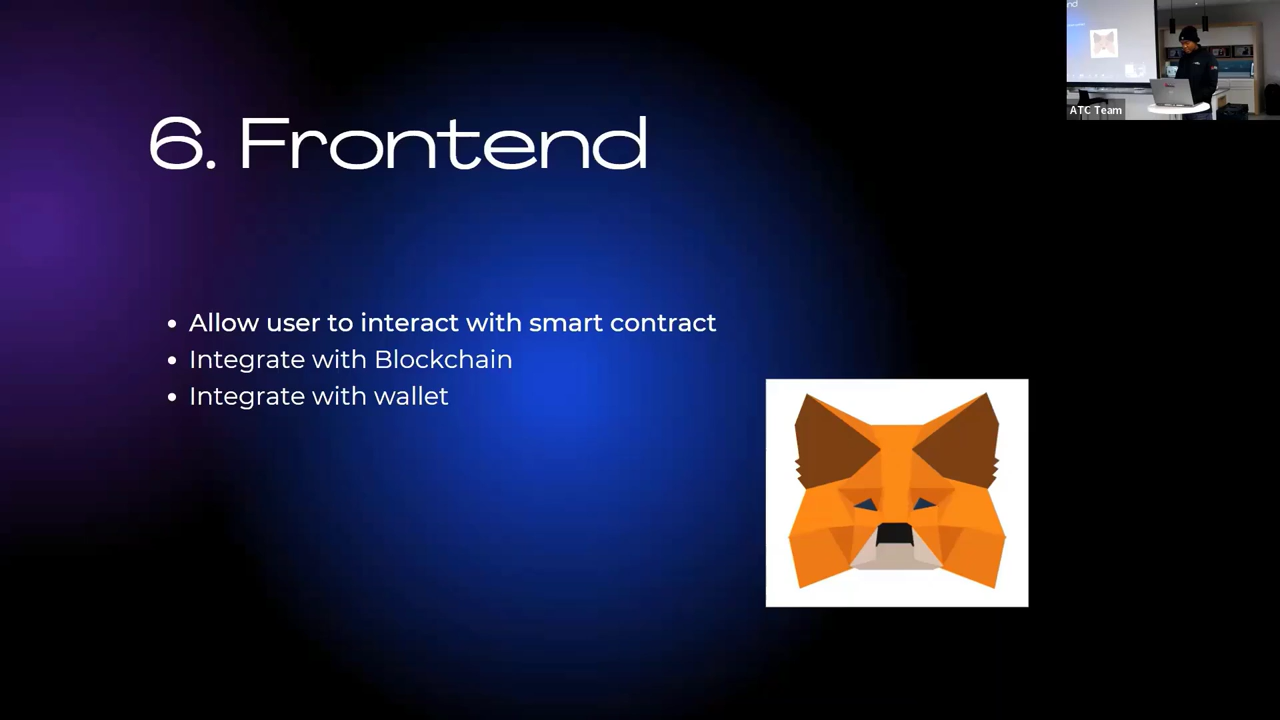 6. Frontend
Allow user to interact with smart contract
Integrate with Blockchain
Integrate with wallet
ATC Team